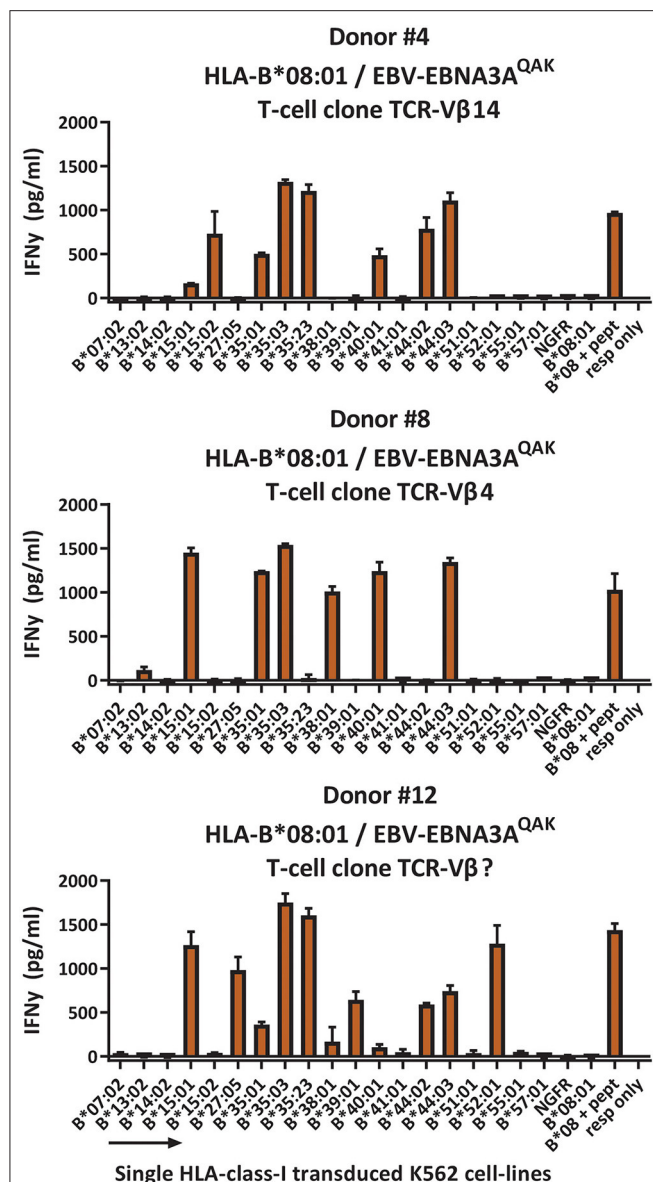 Donor #4
HLA-B*08:01 / EBV-EBNA3A^QAK
T-cell clone TCR-Vβ14
2000
1500
1000
500
0
IFNy (pg/ml)
B*07:02
B*13:02
B*14:02
B*15:01
B*15:02
B*27:05
B*35:01
B*35:03
B*35:23
B*38:01
B*39:01
B*40:01
B*41:01
B*44:02
B*44:03
B*51:01
B*52:01
B*55:01
B*57:01
NGFR
B*08:01
B*08 + pept
resp only
Donor #8
HLA-B*08:01 / EBV-EBNA3A^QAK
T-cell clone TCR-Vβ4
2000
1500
1000
500
0
IFNy (pg/ml)
B*07:02
B*13:02
B*14:02
B*15:01
B*15:02
B*27:05
B*35:01
B*35:03
B*35:23
B*38:01
B*39:01
B*40:01
B*41:01
B*44:02
B*44:03
B*51:01
B*52:01
B*55:01
B*57:01
NGFR
B*08:01
B*08 + pept
resp only
Donor #12
HLA-B*08:01 / EBV-EBNA3A^QAK
T-cell clone TCR-Vβ?
2000
1500
1000
500
0
IFNy (pg/ml)
B*07:02
B*13:02
B*14:02
B*15:01
B*15:02
B*27:05
B*35:01
B*35:03
B*35:23
B*38:01
B*39:01
B*40:01
B*41:01
B*44:02
B*44:03
B*51:01
B*52:01
B*55:01
B*57:01
NGFR
B*08:01
B*08 + pept
resp only
Single HLA-class-I transduced K562 cell-lines